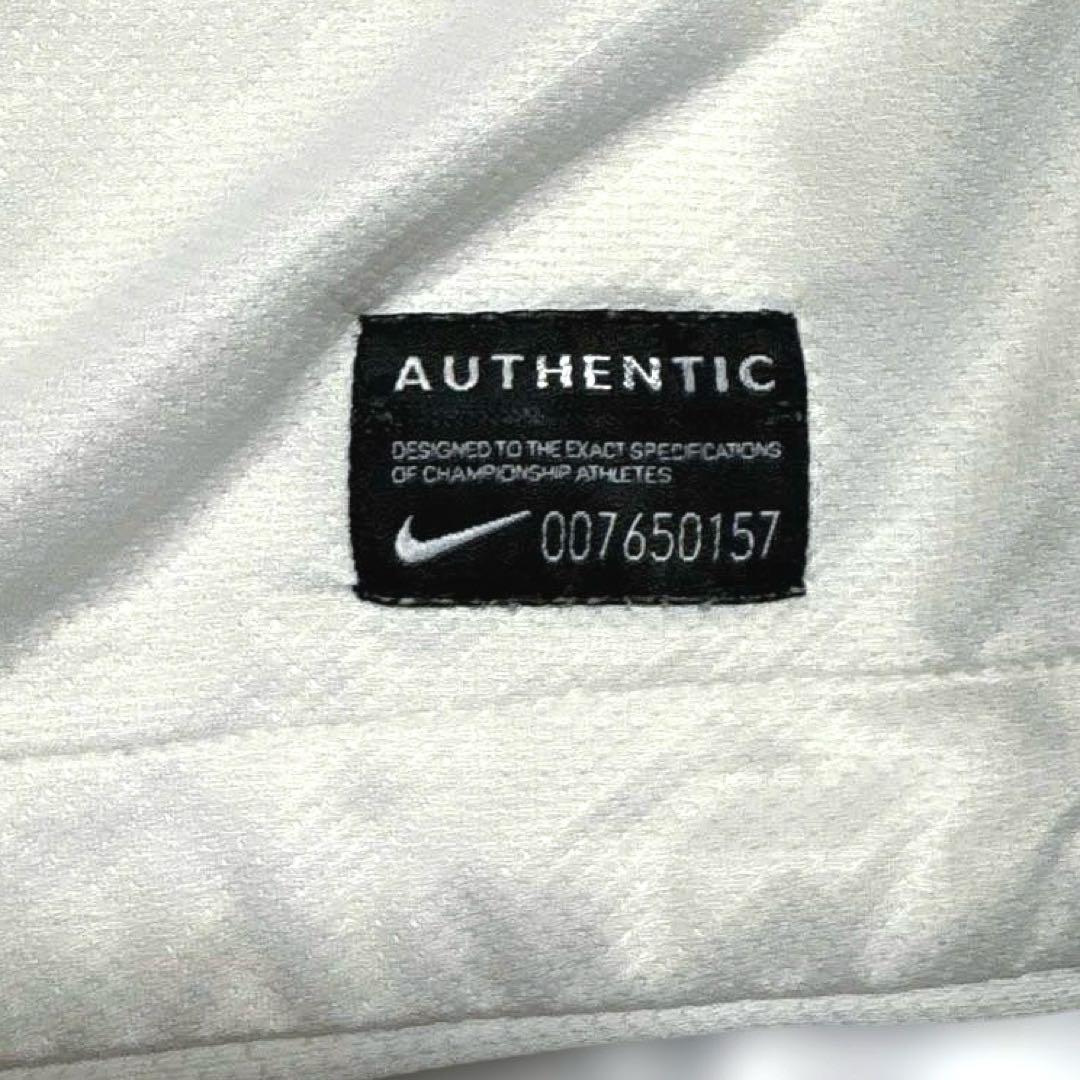 AUTHENTIC
DESIGNED TO THE EXACT SPECIFICATIONS
OF CHAMPIONSHIP ATHLETES
007650157